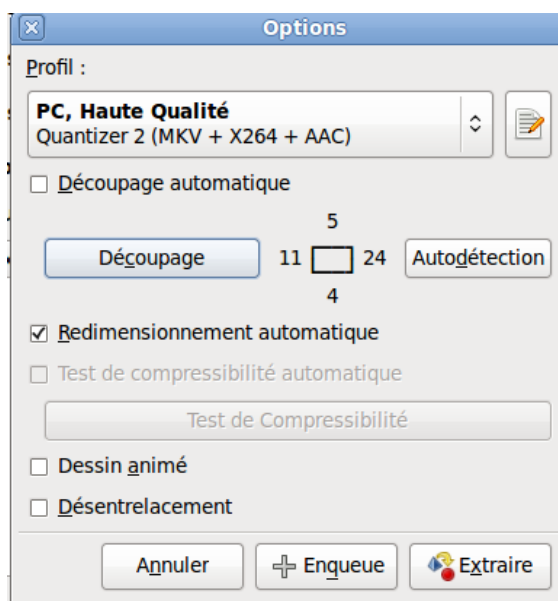 Options
Profil :
PC, Haute Qualité
Quantizer 2 (MKV + X264 + AAC)
Découpage automatique
5
Découpage 11 24 Autodétection
4
Redimensionnement automatique
Test de compressibilité automatique
Test de Compressibilité
Dessin animé
Désentrelacement
Annuler Enqueue Extraire